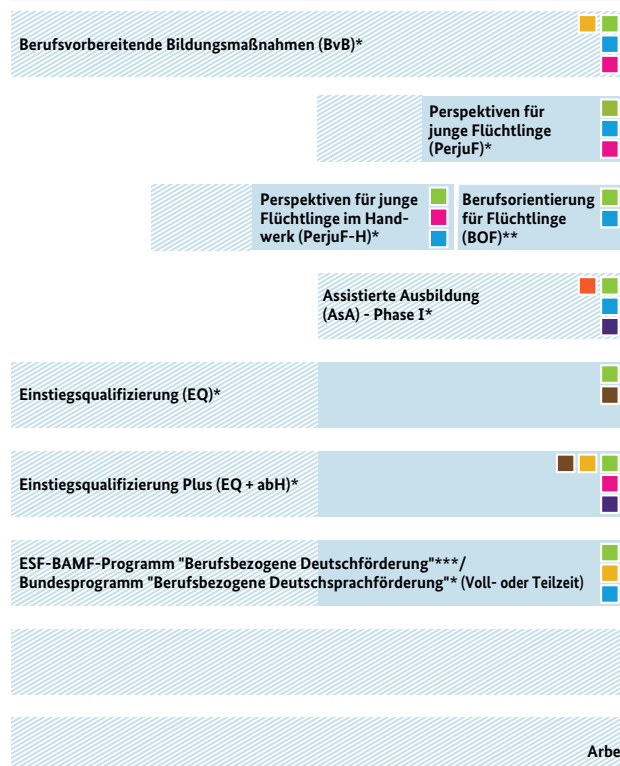 Berufsvorbereitende Bildungsmaßnahmen (BvB)*
Perspektiven für
junge Flüchtlinge
(PerjuF)*
Perspektiven für junge
Flüchtlinge im Hand-
werk (PerjuF-H)*
Berufsorientierung
für Flüchtlinge
(BOF)**
Assistierte Ausbildung
(AsA) - Phase I*
Einstiegsqualifizierung (EQ)*
Einstiegsqualifizierung Plus (EQ + abH)*
ESF-BAMF-Programm "Berufsbezogene Deutschförderung"***/
Bundesprogramm "Berufsbezogene Deutschsprachförderung"* (Voll- oder Teilzeit)
Arbe